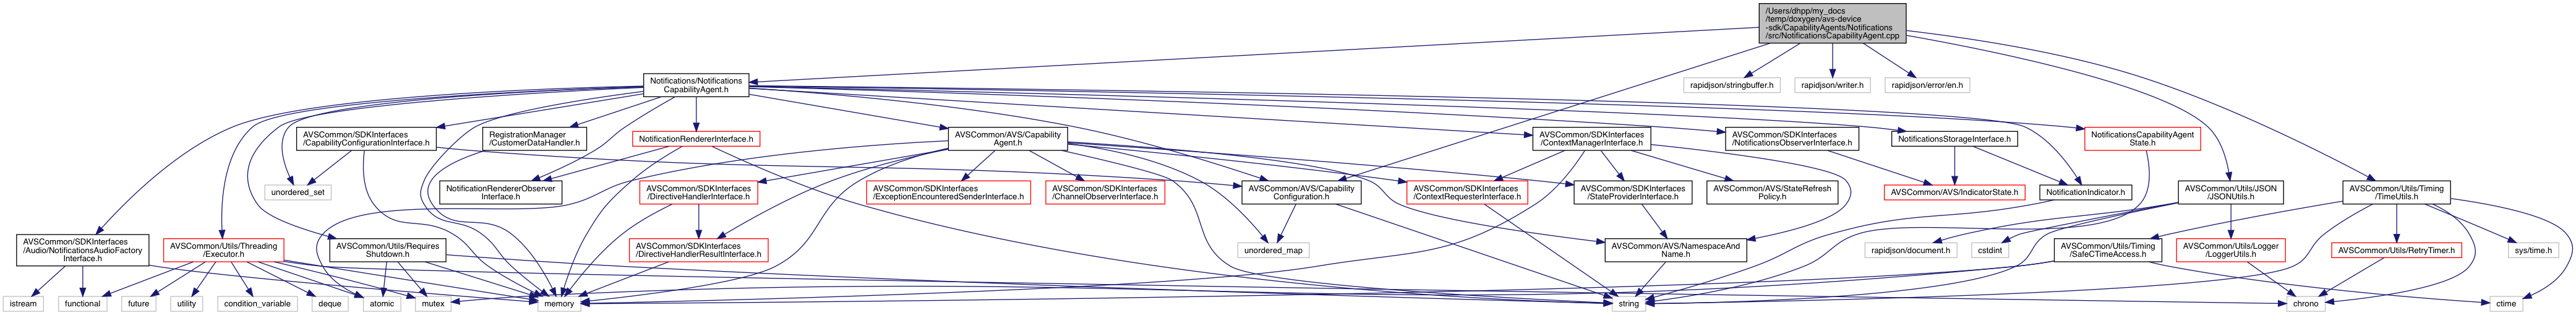 /Users/dhpp/my_docs
/temp/doxygen/avs-device
-sdk/CapabilityAgents/Notifications
/src/NotificationsCapabilityAgent.cpp
Notifications/Notifications
CapabilityAgent.h
rapidjson/stringbuffer.h
rapidjson/writer.h
rapidjson/error/en.h
AVSCommon/SDKInterfaces
/CapabilityConfigurationInterface.h
RegistrationManager
/CustomerDataHandler.h
NotificationRendererInterface.h
AVSCommon/AVS/Capability
Agent.h
AVSCommon/SDKInterfaces
/ContextManagerInterface.h
AVSCommon/SDKInterfaces
/NotificationsObserverInterface.h
NotificationsStorageInterface.h
NotificationsCapabilityAgent
State.h
unordered_set
NotificationRendererObserver
Interface.h
AVSCommon/SDKInterfaces
/DirectiveHandlerInterface.h
AVSCommon/SDKInterfaces
/ExceptionEncounteredSenderInterface.h
AVSCommon/SDKInterfaces
/ChannelObserverInterface.h
AVSCommon/AVS/Capability
Configuration.h
AVSCommon/SDKInterfaces
/ContextRequesterInterface.h
AVSCommon/SDKInterfaces
/StateProviderInterface.h
AVSCommon/AVS/StateRefresh
Policy.h
AVSCommon/AVS/IndicatorState.h
NotificationIndicator.h
AVSCommon/Utils/JSON
/JSONUtils.h
AVSCommon/Utils/Timing
/TimeUtils.h
AVSCommon/SDKInterfaces
/Audio/NotificationsAudioFactory
Interface.h
AVSCommon/Utils/Threading
/Executor.h
AVSCommon/Utils/Requires
Shutdown.h
AVSCommon/SDKInterfaces
/DirectiveHandlerResultInterface.h
unordered_map
AVSCommon/AVS/NamespaceAnd
Name.h
rapidjson/document.h
cstdint
AVSCommon/Utils/Timing
/SafeCTimeAccess.h
AVSCommon/Utils/Logger
/LoggerUtils.h
AVSCommon/Utils/RetryTimer.h
sys/time.h
istream
functional
future
utility
condition_variable
deque
atomic
mutex
memory
string
chrono
ctime